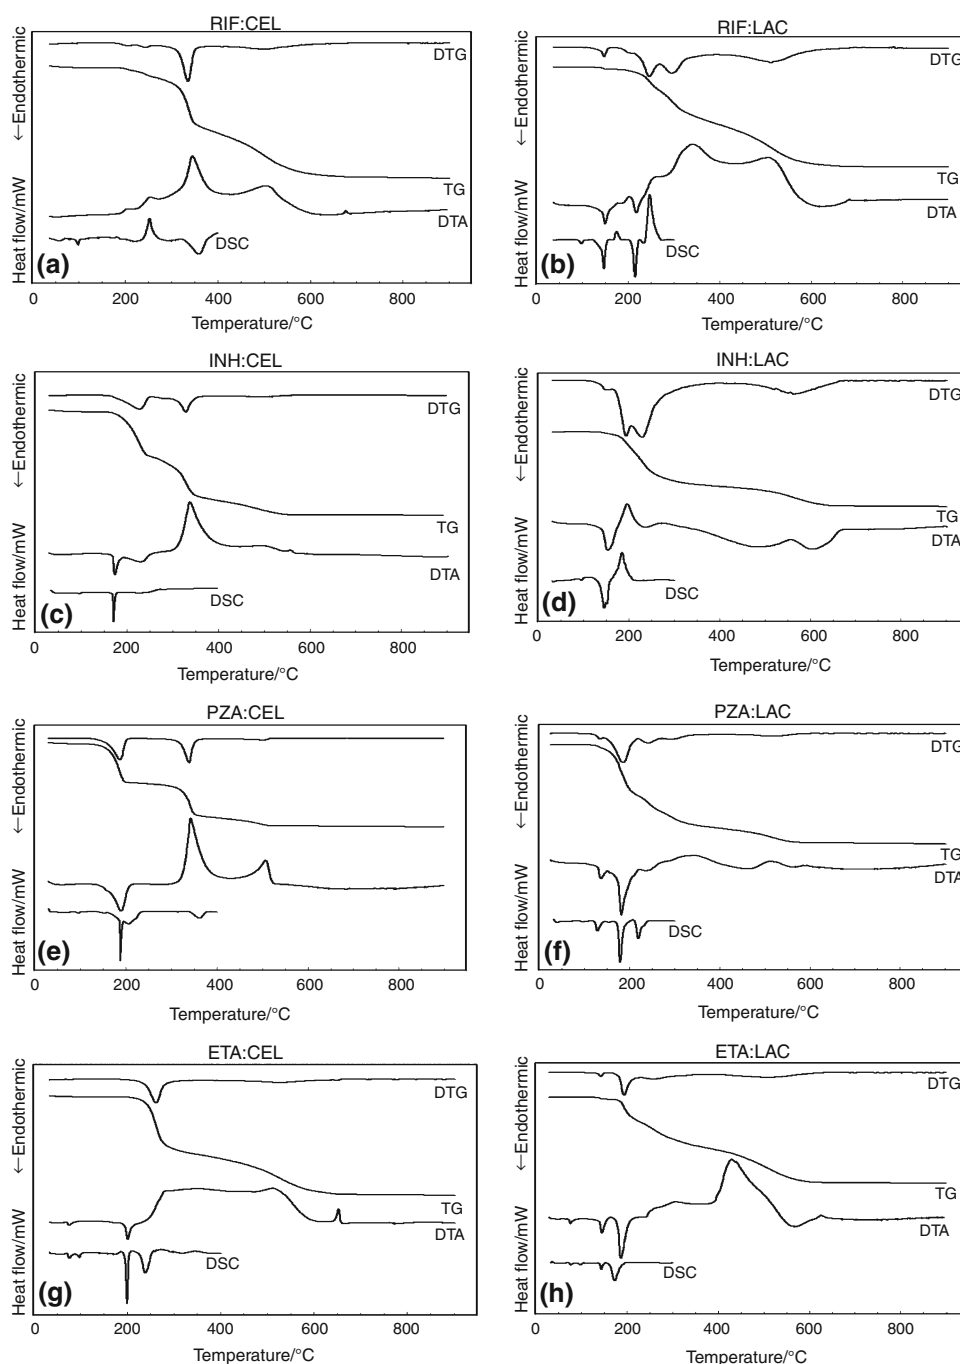 RIF:CEL
←Endothermic
Heat flow/mW
DTG
TG
DTA
DSC
(a)
0 200 400 600 800
Temperature/°C
RIF:LAC
←Endothermic
Heat flow/mW
DTG
TG
DTA
DSC
(b)
0 200 400 600 800
Temperature/°C
INH:CEL
←Endothermic
Heat flow/mW
DTG
TG
DTA
DSC
(c)
0 200 400 600 800
Temperature/°C
INH:LAC
←Endothermic
Heat flow/mW
DTG
TG
DTA
DSC
(d)
0 200 400 600 800
Temperature/°C
PZA:CEL
←Endothermic
Heat flow/mW
(e)
0 200 400 600 800
Temperature/°C
PZA:LAC
←Endothermic
Heat flow/mW
DTG
TG
DTA
DSC
(f)
0 200 400 600 800
Temperature/°C
ETA:CEL
←Endothermic
Heat flow/mW
DTG
TG
DTA
DSC
(g)
0 200 400 600 800
Temperature/°C
ETA:LAC
←Endothermic
Heat flow/mW
DTG
TG
DTA
DSC
(h)
0 200 400 600 800
Temperature/°C